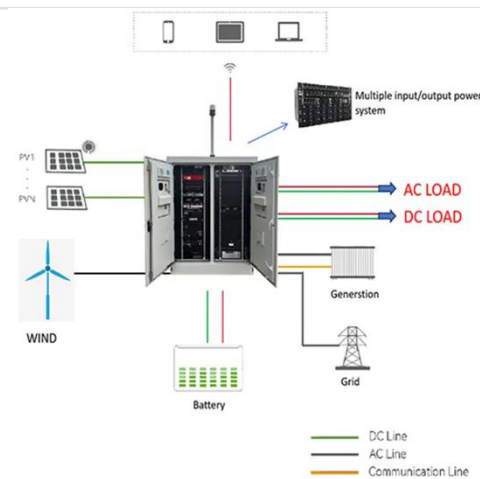 Multiple input/output power
system
PV1
PVN
AC LOAD
DC LOAD
WIND
Generstion
Grid
Battery
DC Line
AC Line
Communication Line